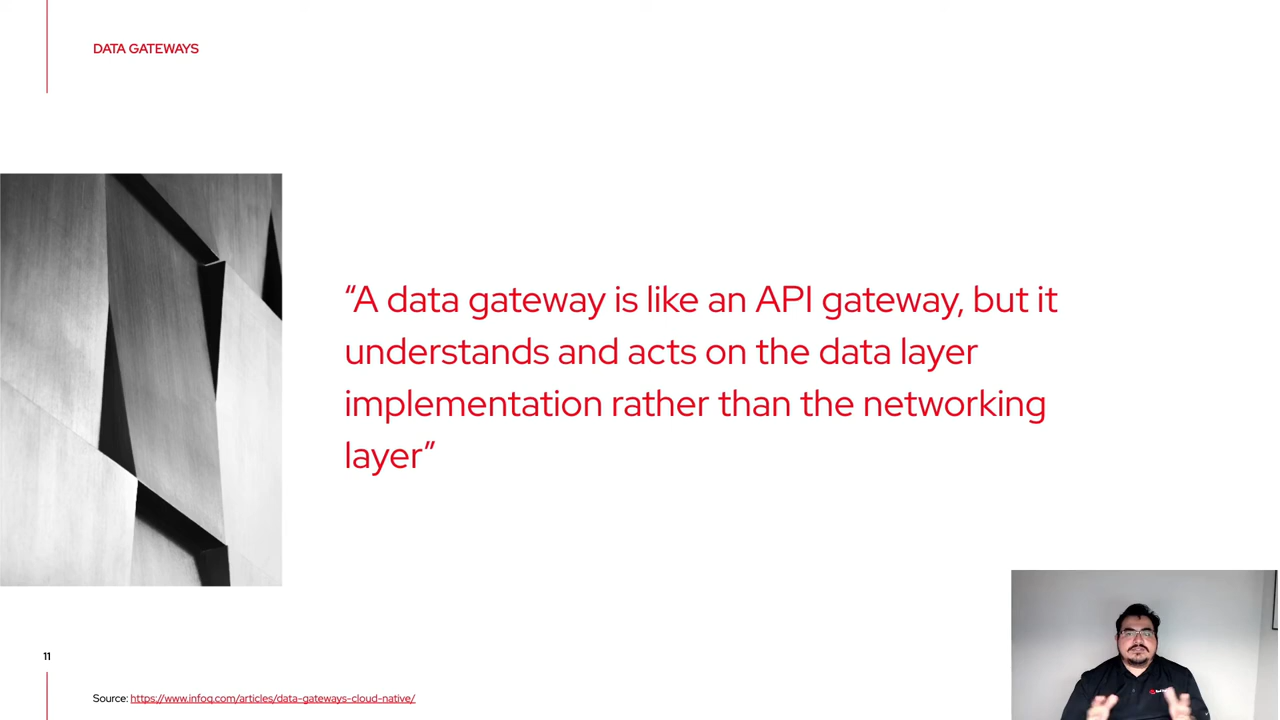 DATA GATEWAYS
“A data gateway is like an API gateway, but it
understands and acts on the data layer
implementation rather than the networking
layer”
11
Source: https://www.infoq.com/articles/data-gateways-cloud-native/